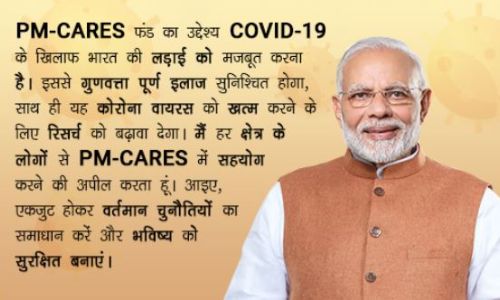 PM-CARES फंड का उद्देश्य COVID-19
के खिलाफ भारत की लड़ाई को मजबूत करना
है। इससे गुणवत्ता पूर्ण इलाज सुनिश्चित होगा,
साथ ही यह कोरोना वायरस को खत्म करने के
लिए रिसर्च को बढ़ावा देगा। मैं हर क्षेत्र के
लोगों से PM-CARES में सहयोग
करने की अपील करता हूं। आइए,
एकजुट होकर वर्तमान चुनौतियों का
समाधान करें और भविष्य को
सुरक्षित बनाएं।